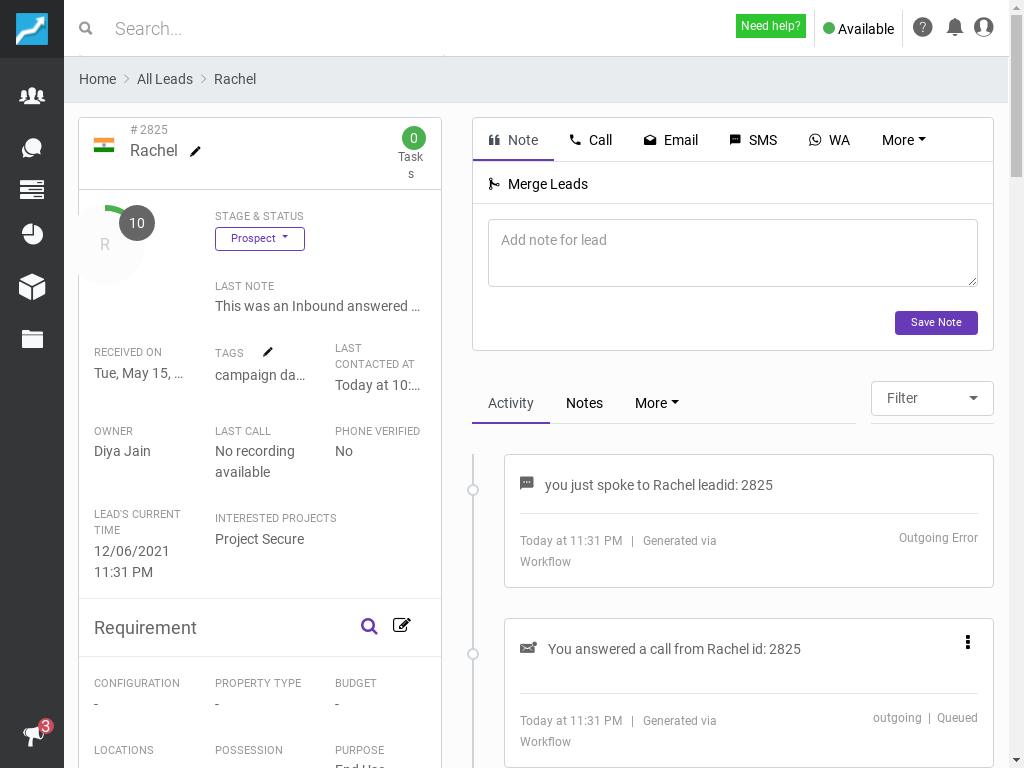 Search...
Need help?
Available
Home
All Leads
Rachel
# 2825
Rachel
0
Task
s
R
10
STAGE & STATUS
Prospect
LAST NOTE
This was an Inbound answered ...
RECEIVED ON
Tue, May 15, ...
TAGS
campaign da...
LAST
CONTACTED AT
Today at 10:...
OWNER
Diya Jain
LAST CALL
No recording
available
PHONE VERIFIED
No
LEAD'S CURRENT
TIME
12/06/2021
11:31 PM
INTERESTED PROJECTS
Project Secure
Requirement
CONFIGURATION
-
PROPERTY TYPE
-
BUDGET
-
LOCATIONS
POSSESSION
PURPOSE
End Use
Note
Call
Email
SMS
WA
More
Merge Leads
Add note for lead
Save Note
Activity
Notes
More
Filter
you just spoke to Rachel leadid: 2825
Today at 11:31 PM | Generated via
Workflow
Outgoing Error
You answered a call from Rachel id: 2825
Today at 11:31 PM | Generated via
Workflow
outgoing | Queued
3